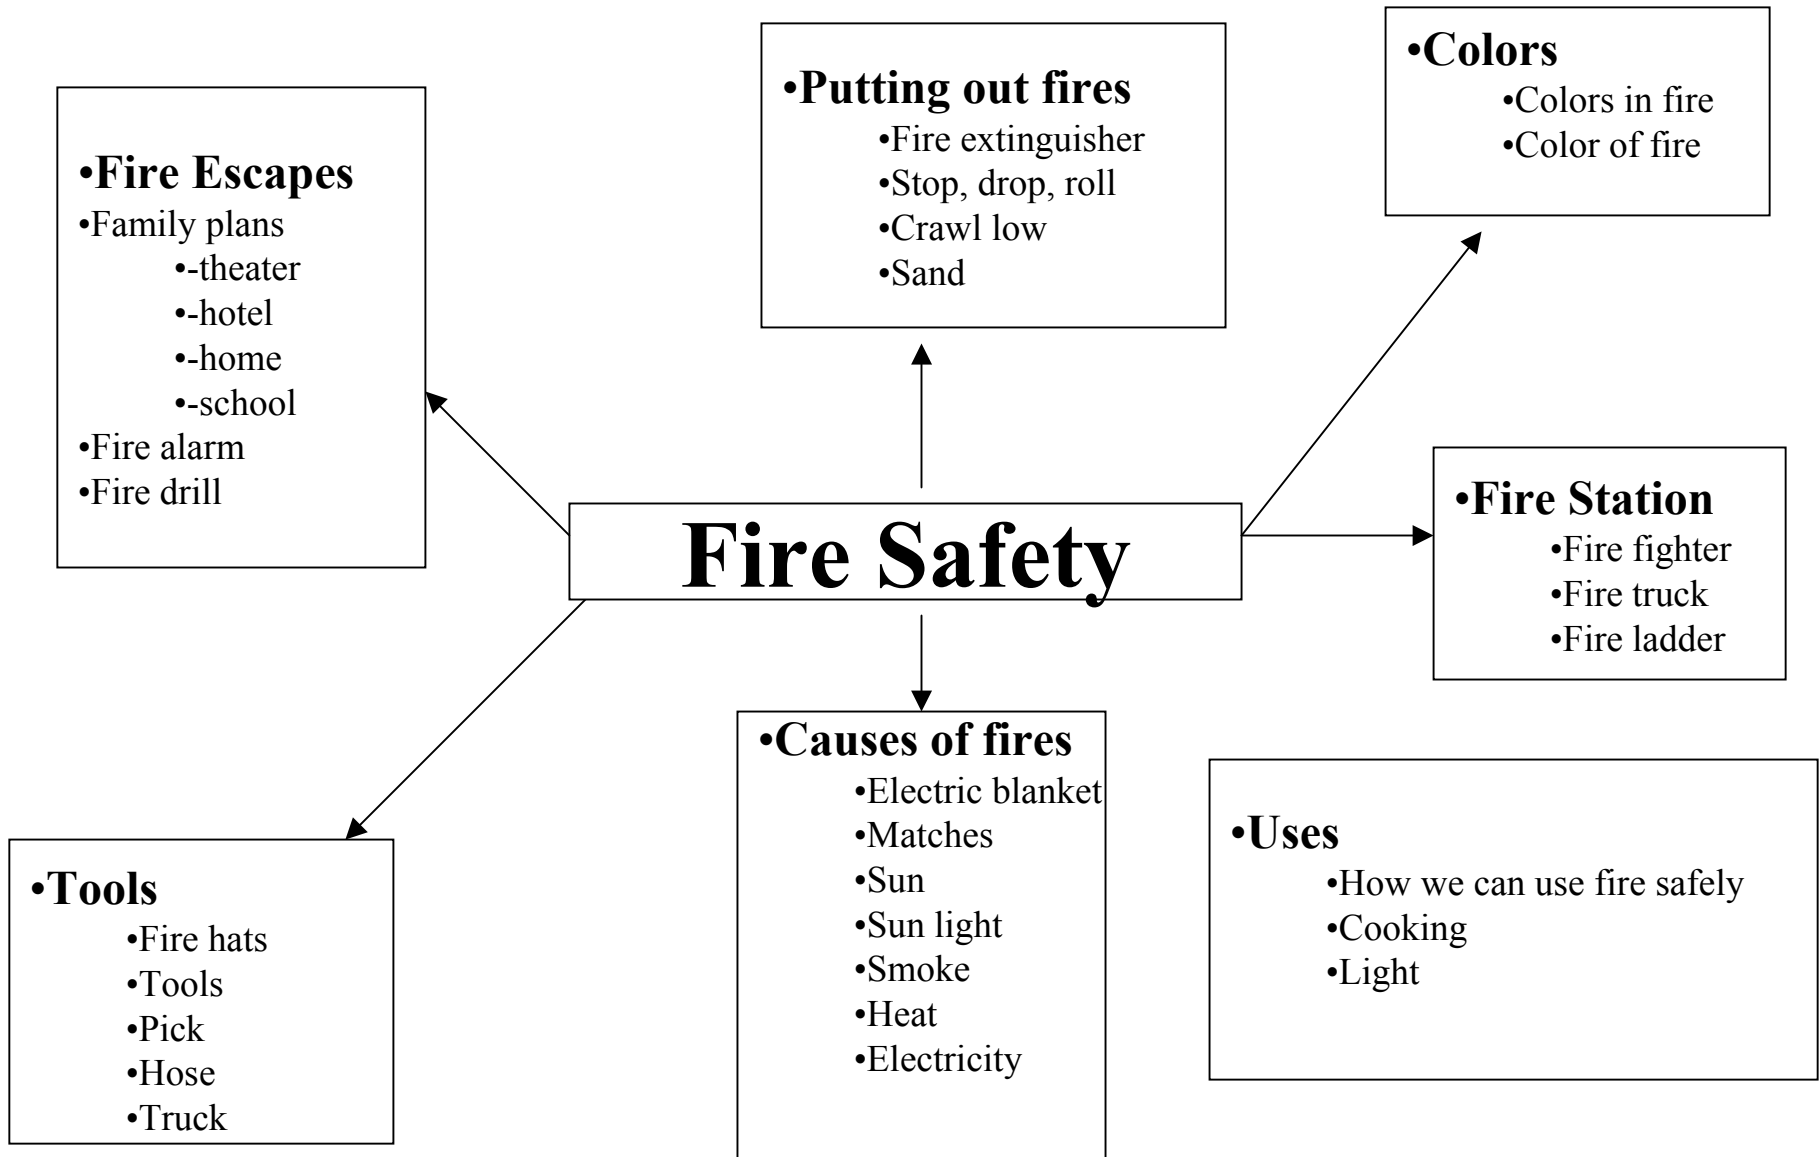 •Fire Escapes
•Family plans
•-theater
•-hotel
•-home
•-school
•Fire alarm
•Fire drill
•Putting out fires
•Fire extinguisher
•Stop, drop, roll
•Crawl low
•Sand
•Colors
•Colors in fire
•Color of fire
Fire Safety
•Fire Station
•Fire fighter
•Fire truck
•Fire ladder
•Tools
•Fire hats
•Tools
•Pick
•Hose
•Truck
•Causes of fires
•Electric blanket
•Matches
•Sun
•Sun light
•Smoke
•Heat
•Electricity
•Uses
•How we can use fire safely
•Cooking
•Light